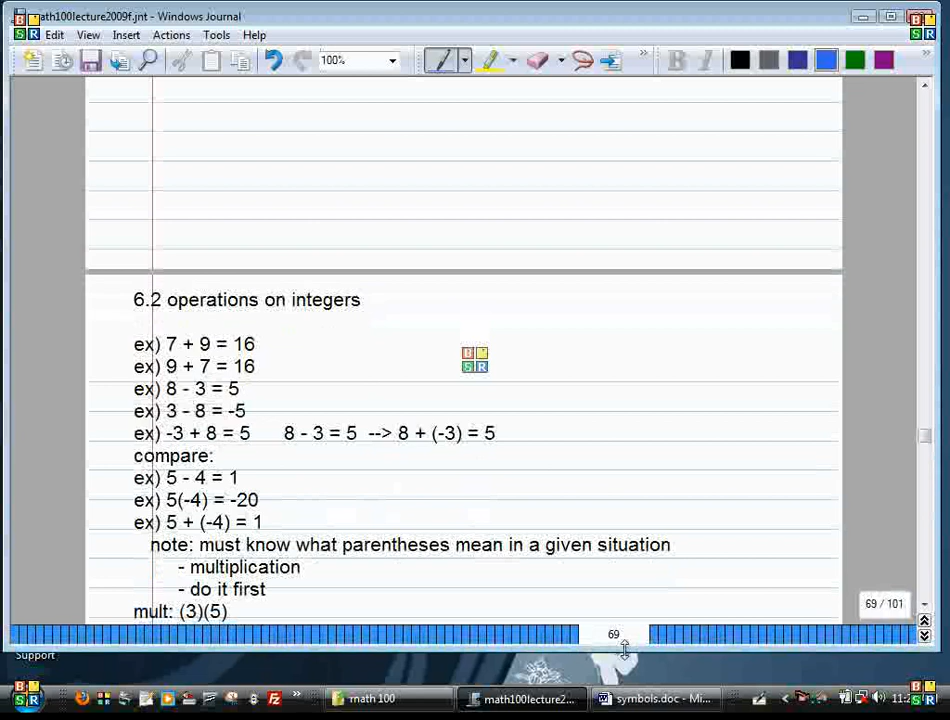 math100lecture2009f.jnt - Windows Journal
Edit View Insert Actions Tools Help
100%
6.2 operations on integers
ex) 7 + 9 = 16
ex) 9 + 7 = 16
ex) 8 - 3 = 5
ex) 3 - 8 = -5
ex) -3 + 8 = 5 8 - 3 = 5 --> 8 + (-3) = 5
compare:
ex) 5 - 4 = 1
ex) 5(-4) = -20
ex) 5 + (-4) = 1
note: must know what parentheses mean in a given situation
- multiplication
- do it first
mult: (3)(5)
69 / 101
69
Support
math 100
math100lecture2...
symbols.doc - Mi...